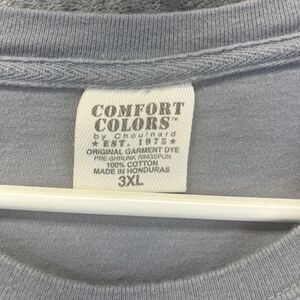 COMFORT
COLORS™
by Chouinard
★ EST. 1975 ★
ORIGINAL GARMENT DYE
PRE-SHRUNK RINGSPUN
100% COTTON
MADE IN HONDURAS
3XL